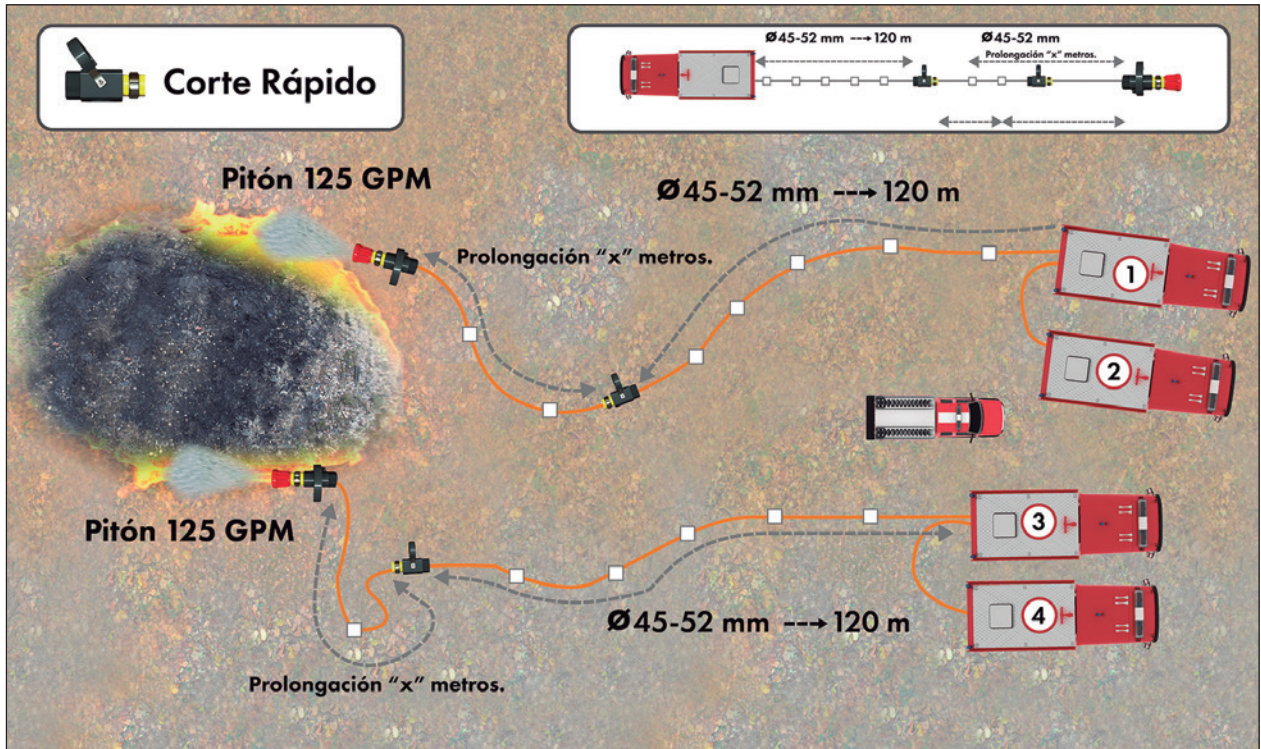 Corte Rápido
Ø45-52 mm ---→ 120 m
Ø45-52 mm
Prolongación “x” metros.
Pitón 125 GPM
Ø45-52 mm ---→ 120 m
Prolongación “x” metros.
1
2
3
Pitón 125 GPM
4
Ø45-52 mm ---→ 120 m
Prolongación “x” metros.